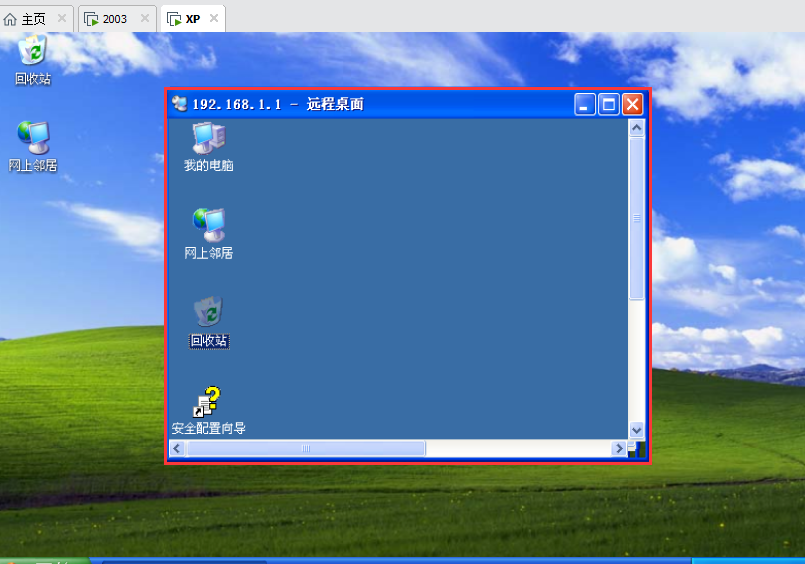 主页
2003
XP
回收站
网上邻居
192.168.1.1 - 远程桌面
我的电脑
网上邻居
回收站
安全配置向导